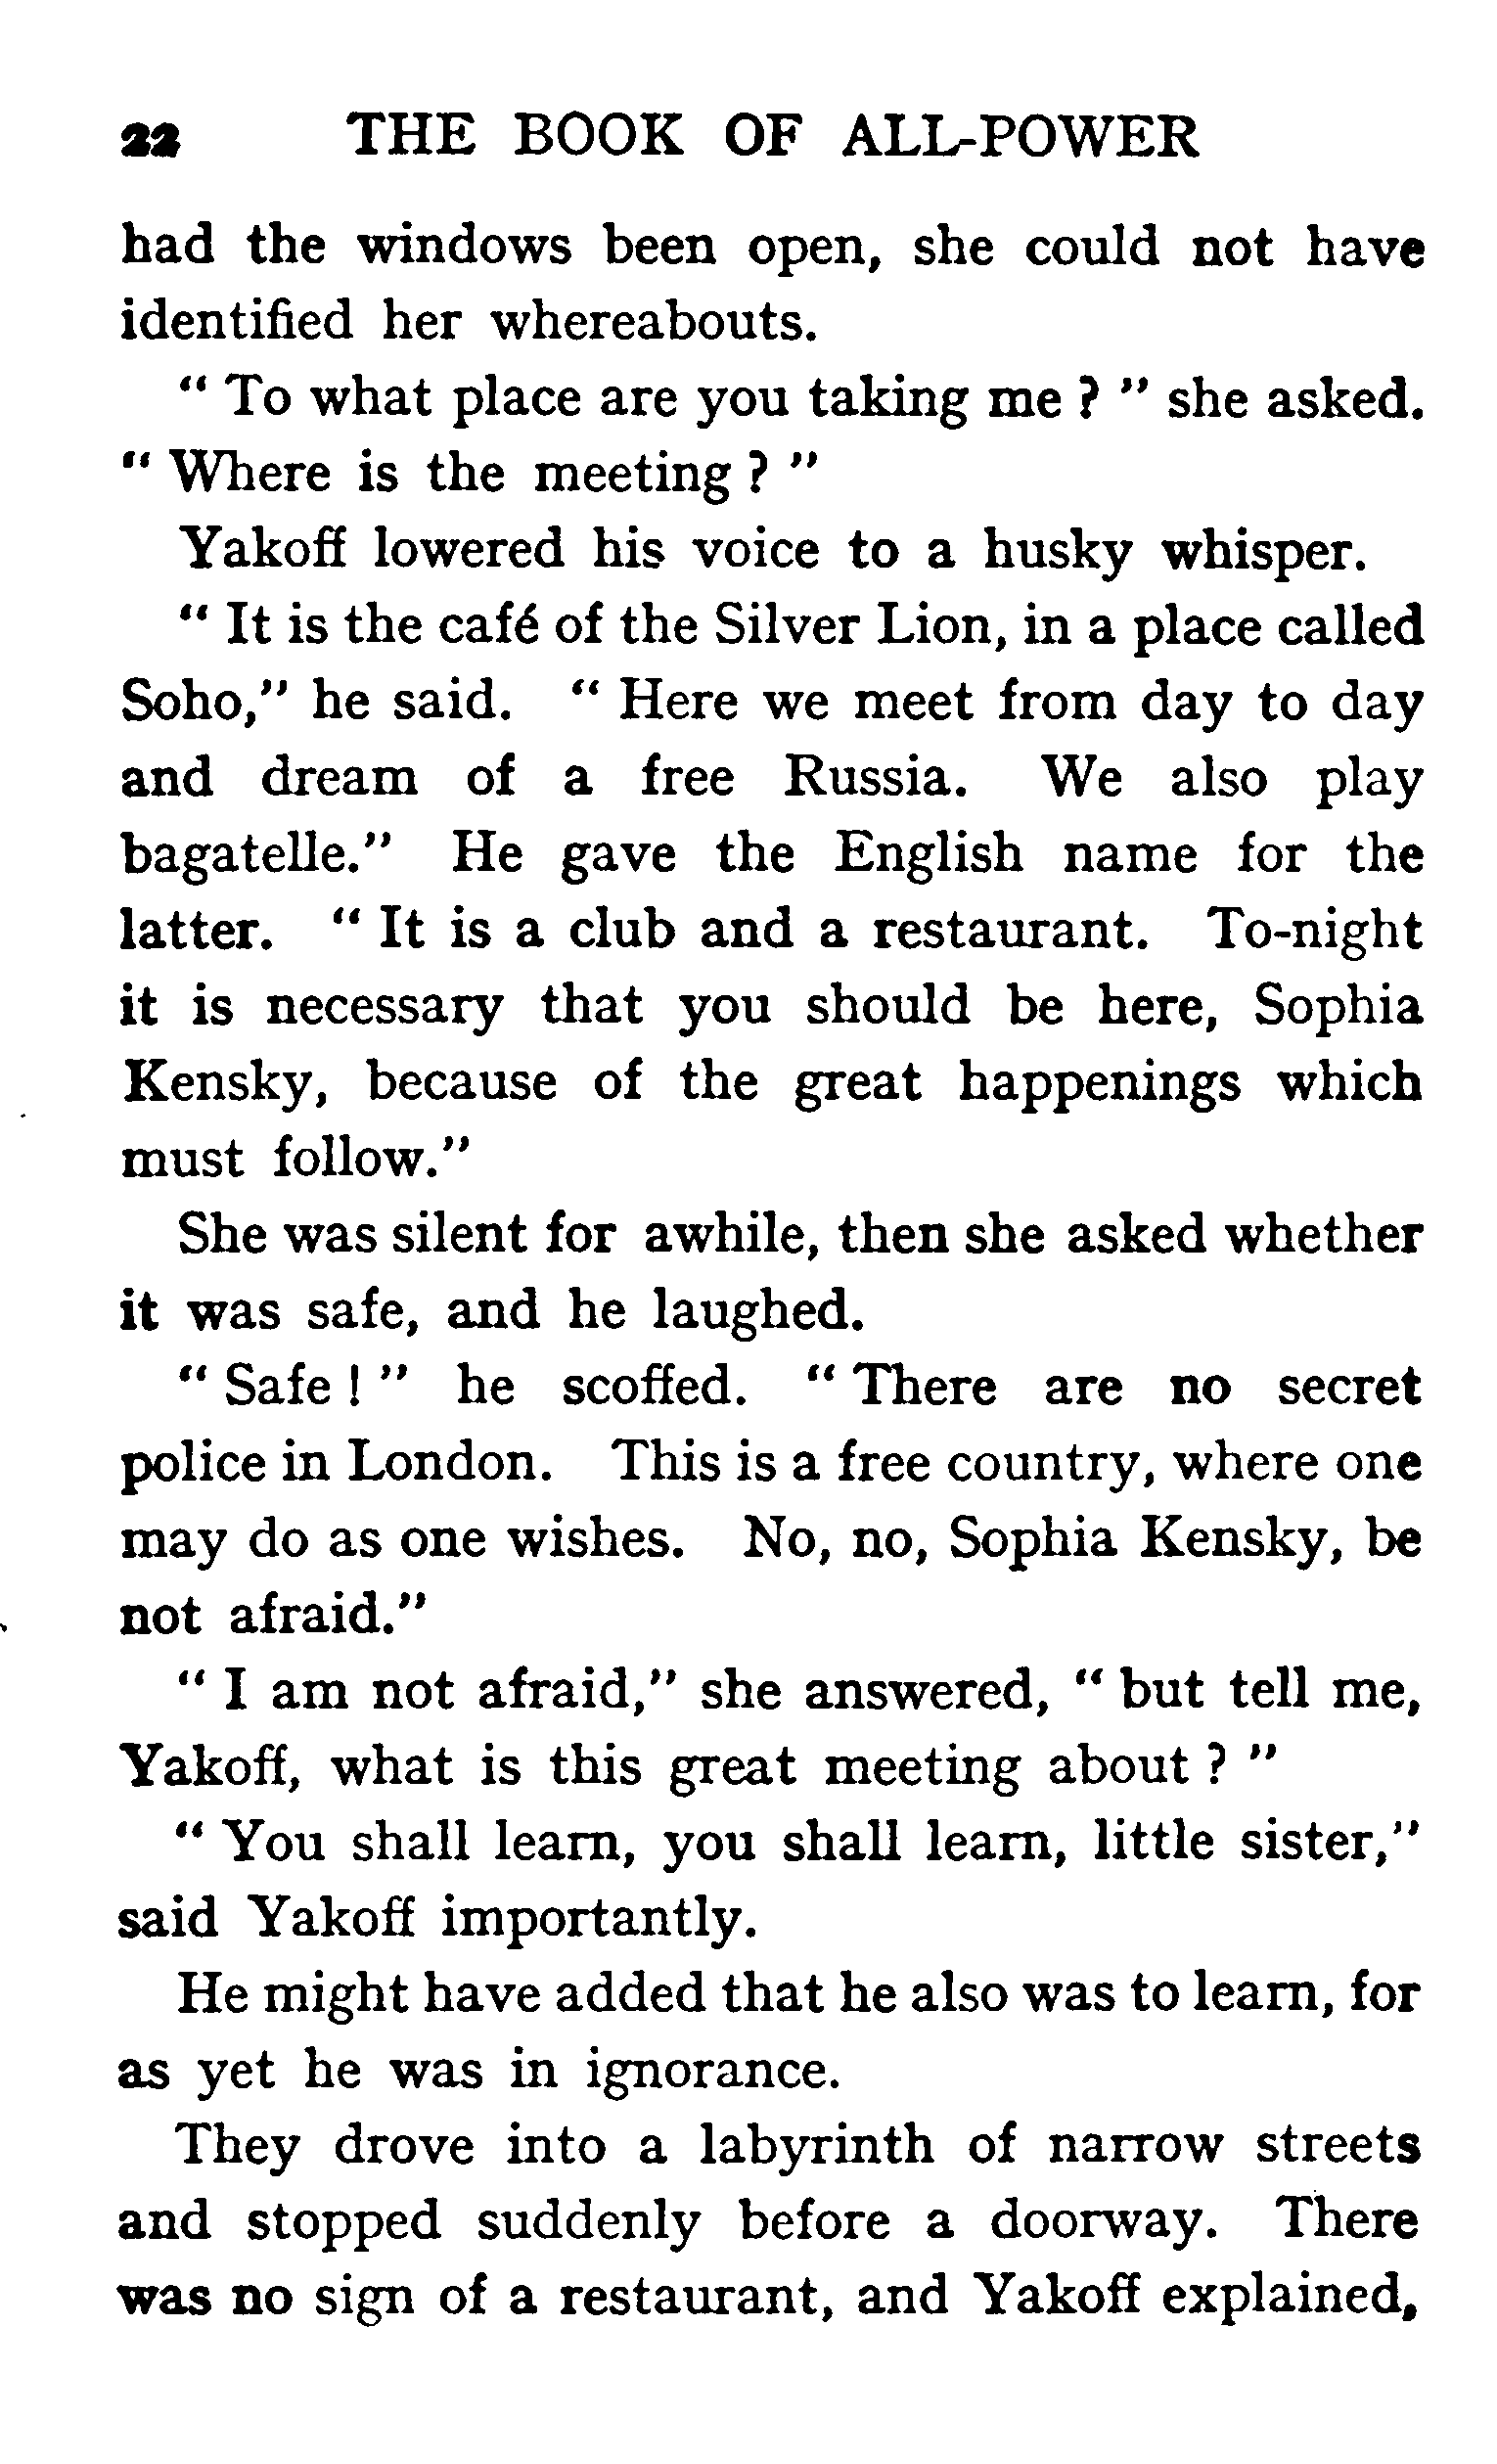 22 THE BOOK OF ALL-POWER
had the windows been open, she could not have
identified her whereabouts.
" To what place are you taking me ? " she asked.
" Where is the meeting ? "
Yakoff lowered his voice to a husky whisper.
" It is the café of the Silver Lion, in a place called
Soho," he said. " Here we meet from day to day
and dream of a free Russia. We also play
bagatelle." He gave the English name for the
latter. " It is a club and a restaurant. To-night
it is necessary that you should be here, Sophia
Kensky, because of the great happenings which
must follow."
She was silent for awhile, then she asked whether
it was safe, and he laughed.
" Safe ! " he scoffed. " There are no secret
police in London. This is a free country, where one
may do as one wishes. No, no, Sophia Kensky, be
not afraid."
" I am not afraid," she answered, " but tell me,
Yakoff, what is this great meeting about ? "
" You shall learn, you shall learn, little sister,"
said Yakoff importantly.
He might have added that he also was to learn, for
as yet he was in ignorance.
They drove into a labyrinth of narrow streets
and stopped suddenly before a doorway. There
was no sign of a restaurant, and Yakoff explained,